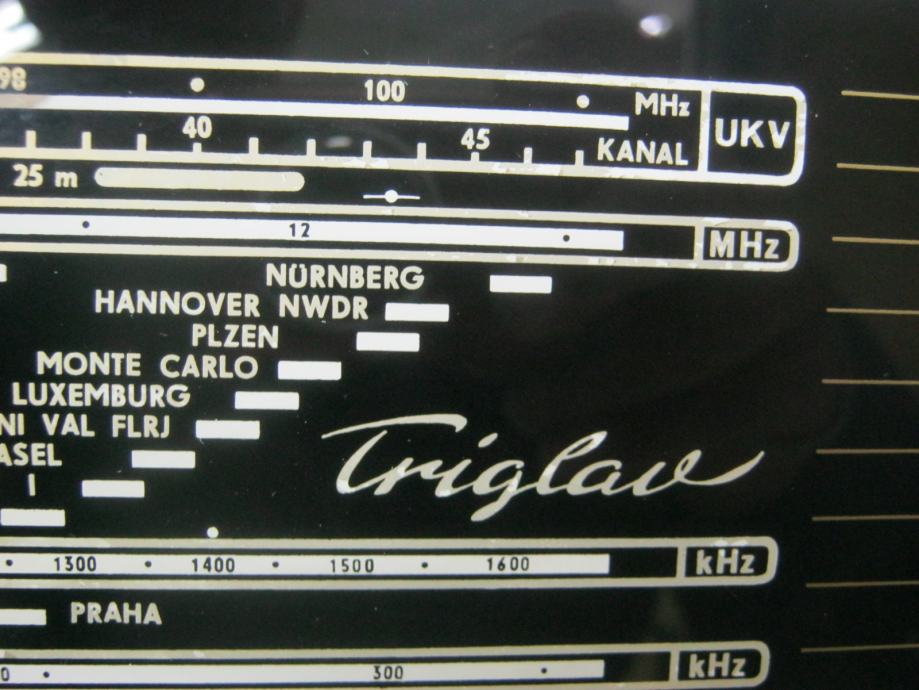 98 100 MHz
UKV
40 45 KANAL
25 m
12 MHz
NÜRNBERG
HANNOVER NWDR
PLZEN
MONTE CARLO
LUXEMBURG
NI VAL FLRJ
ASEL
I
Triglav
1300 1400 1500 1600 kHz
PRAHA
0 300 kHz